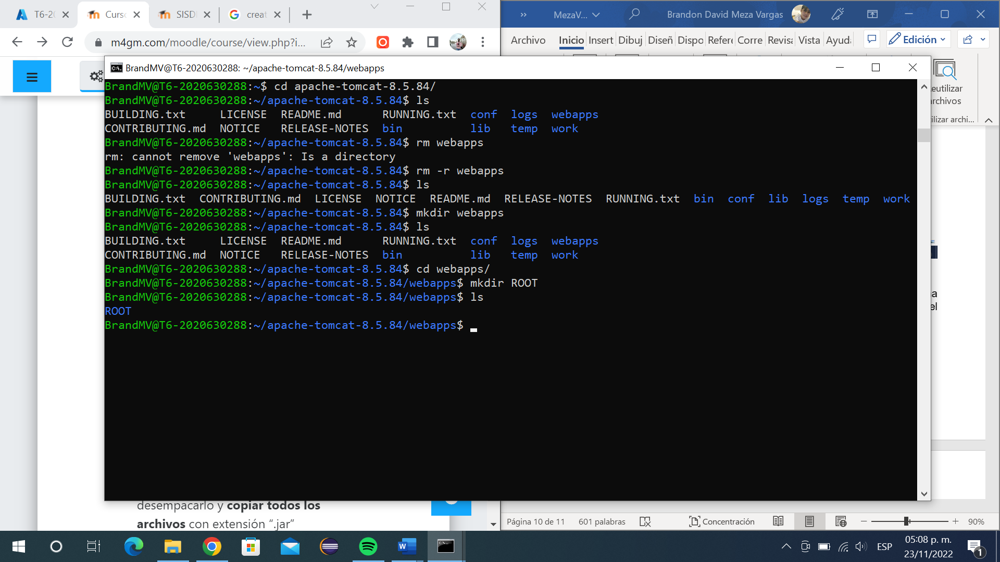 T6-20
Curso
SISDI
creat
m4gm.com/moodle/course/view.php?i...
MezaV...
Brandon David Meza Vargas
Archivo Inicio Insert Dibuj Diseñ Dispo Refere Corre Revisa Vista Ayuda
Edición
eutilizar
rchivos
ilizar archi...
BrandMV@T6-2020630288: ~/apache-tomcat-8.5.84/webapps
BrandMV@T6-2020630288:~$ cd apache-tomcat-8.5.84/
BrandMV@T6-2020630288:~/apache-tomcat-8.5.84$ ls
BUILDING.txt LICENSE README.md RUNNING.txt conf logs webapps
CONTRIBUTING.md NOTICE RELEASE-NOTES bin lib temp work
BrandMV@T6-2020630288:~/apache-tomcat-8.5.84$ rm webapps
rm: cannot remove 'webapps': Is a directory
BrandMV@T6-2020630288:~/apache-tomcat-8.5.84$ rm -r webapps
BrandMV@T6-2020630288:~/apache-tomcat-8.5.84$ ls
BUILDING.txt CONTRIBUTING.md LICENSE NOTICE README.md RELEASE-NOTES RUNNING.txt bin conf lib logs temp work
BrandMV@T6-2020630288:~/apache-tomcat-8.5.84$ mkdir webapps
BrandMV@T6-2020630288:~/apache-tomcat-8.5.84$ ls
BUILDING.txt LICENSE README.md RUNNING.txt conf logs webapps
CONTRIBUTING.md NOTICE RELEASE-NOTES bin lib temp work
BrandMV@T6-2020630288:~/apache-tomcat-8.5.84$ cd webapps/
BrandMV@T6-2020630288:~/apache-tomcat-8.5.84/webapps$ mkdir ROOT
BrandMV@T6-2020630288:~/apache-tomcat-8.5.84/webapps$ ls
ROOT
BrandMV@T6-2020630288:~/apache-tomcat-8.5.84/webapps$
a
el
desempacarlo y copiar todos los
archivos con extensión “.jar”
Página 10 de 11 601 palabras Concentración 90%
ESP
05:08 p. m.
23/11/2022
1